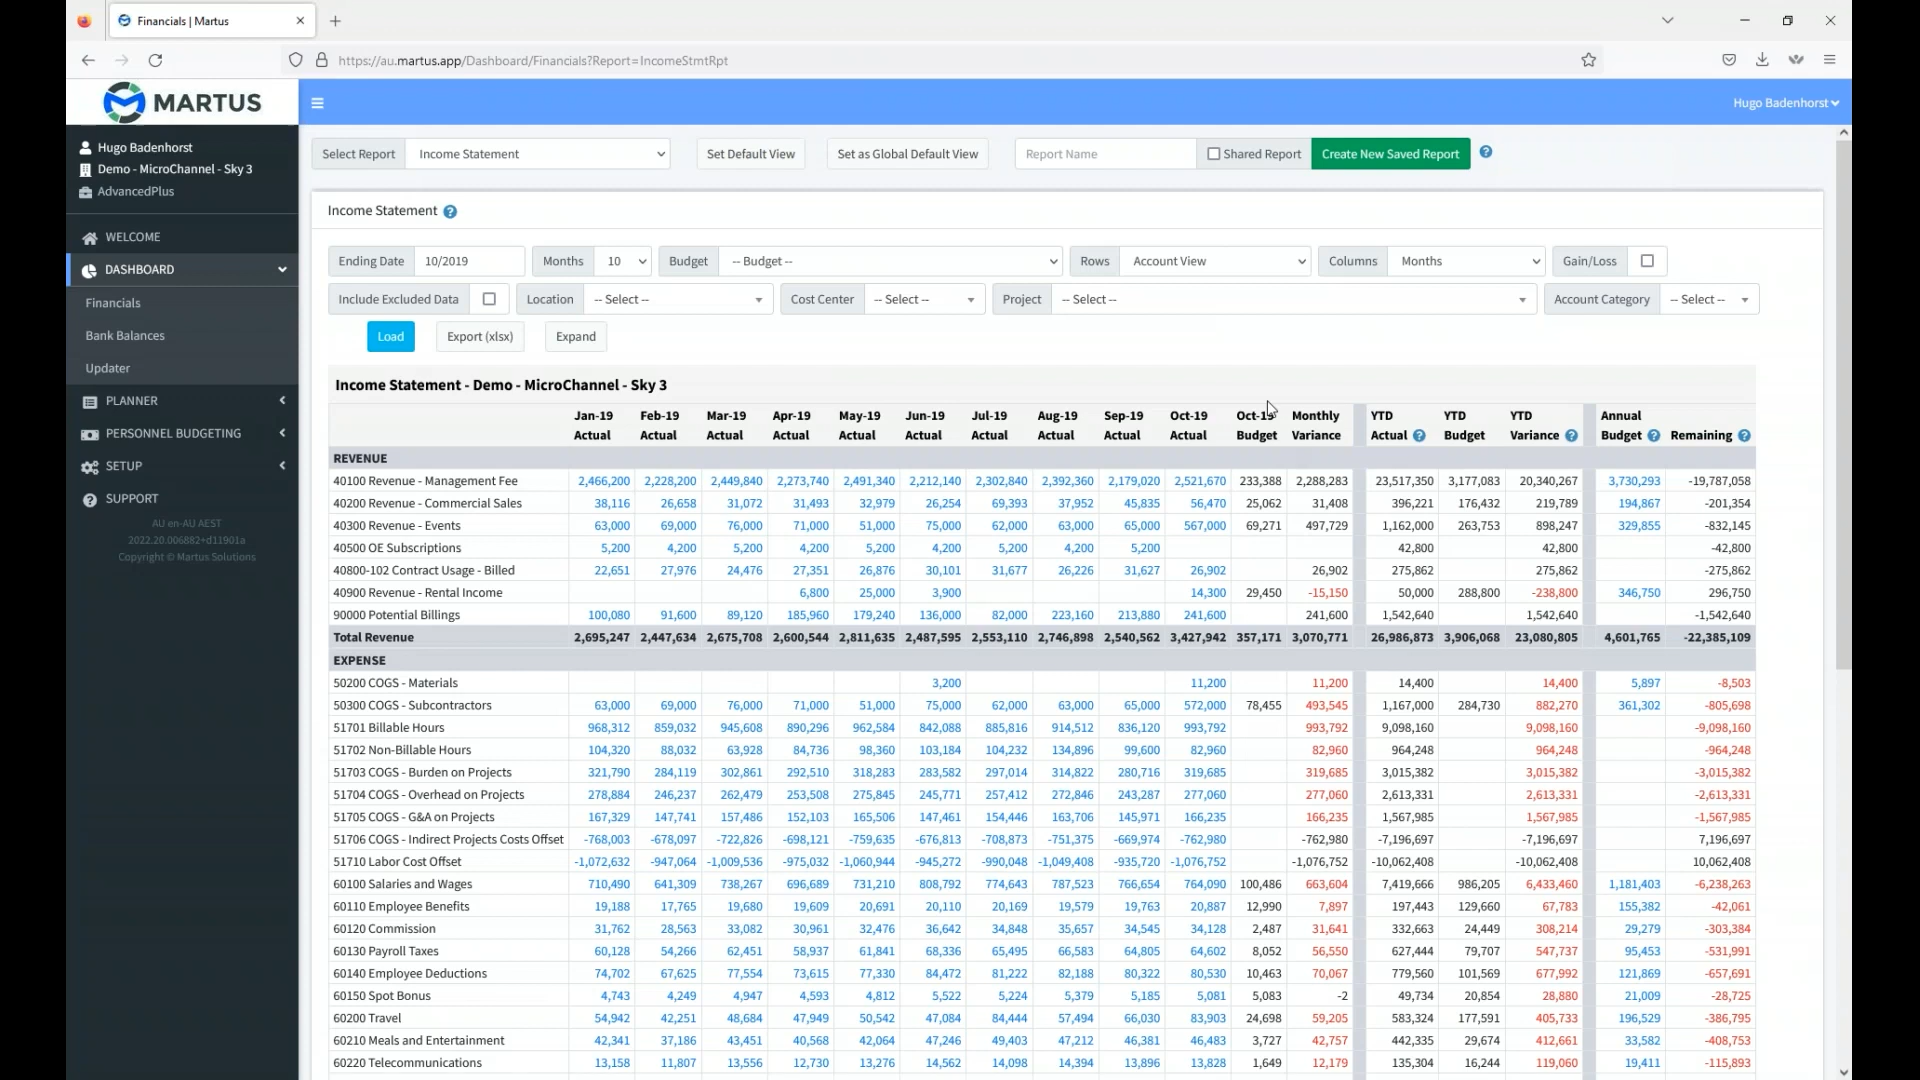 Financials | Martus
https://au.martus.app/Dashboard/Financials?Report=IncomeStmtRpt
MARTUS
Hugo Badenhorst
Hugo Badenhorst
Demo - MicroChannel - Sky 3
AdvancedPlus
WELCOME
DASHBOARD
Financials
Bank Balances
Updater
PLANNER
PERSONNEL BUDGETING
SETUP
SUPPORT
AU en-AU AEST
2022.20.006882+d11901a
Copyright © Martus Solutions
Select Report Income Statement Set Default View Set as Global Default View Report Name Shared Report Create New Saved Report
Income Statement
Ending Date 10/2019 Months 10 Budget -- Budget -- Rows Account View Columns Months Gain/Loss
Include Excluded Data Location -- Select -- Cost Center -- Select -- Project -- Select -- Account Category -- Select --
Load Export (xlsx) Expand
Income Statement - Demo - MicroChannel - Sky 3
Jan-19 Feb-19 Mar-19 Apr-19 May-19 Jun-19 Jul-19 Aug-19 Sep-19 Oct-19 Oct-19 Monthly YTD YTD YTD Annual
Actual Actual Actual Actual Actual Actual Actual Actual Actual Actual Budget Variance Actual Budget Variance Budget Remaining
REVENUE
40100 Revenue - Management Fee 2,466,200 2,228,200 2,449,840 2,273,740 2,491,340 2,212,140 2,302,840 2,392,360 2,179,020 2,521,670 233,388 2,288,283 23,517,350 3,177,083 20,340,267 3,730,293 -19,787,058
40200 Revenue - Commercial Sales 38,116 26,658 31,072 31,493 32,979 26,254 69,393 37,952 45,835 56,470 25,062 31,408 396,221 176,432 219,789 194,867 -201,354
40300 Revenue - Events 63,000 69,000 76,000 71,000 51,000 75,000 62,000 63,000 65,000 567,000 69,271 497,729 1,162,000 263,753 898,247 329,855 -832,145
40500 OE Subscriptions 5,200 4,200 5,200 4,200 5,200 4,200 5,200 4,200 5,200 42,800 42,800 -42,800
40800-102 Contract Usage - Billed 22,651 27,976 24,476 27,351 26,876 30,101 31,677 26,226 31,627 26,902 26,902 275,862 275,862 -275,862
40900 Revenue - Rental Income 6,800 25,000 3,900 14,300 29,450 -15,150 50,000 288,800 -238,800 346,750 296,750
90000 Potential Billings 100,080 91,600 89,120 185,960 179,240 136,000 82,000 223,160 213,880 241,600 241,600 1,542,640 1,542,640 -1,542,640
Total Revenue 2,695,247 2,447,634 2,675,708 2,600,544 2,811,635 2,487,595 2,553,110 2,746,898 2,540,562 3,427,942 357,171 3,070,771 26,986,873 3,906,068 23,080,805 4,601,765 -22,385,109
EXPENSE
50200 COGS - Materials 3,200 11,200 11,200 14,400 14,400 5,897 -8,503
50300 COGS - Subcontractors 63,000 69,000 76,000 71,000 51,000 75,000 62,000 63,000 65,000 572,000 78,455 493,545 1,167,000 284,730 882,270 361,302 -805,698
51701 Billable Hours 968,312 859,032 945,608 890,296 962,584 842,088 885,816 914,512 836,120 993,792 993,792 9,098,160 9,098,160 -9,098,160
51702 Non-Billable Hours 104,320 88,032 63,928 84,736 98,360 103,184 104,232 134,896 99,600 82,960 82,960 964,248 964,248 -964,248
51703 COGS - Burden on Projects 321,790 284,119 302,861 292,510 318,283 283,582 297,014 314,822 280,716 319,685 319,685 3,015,382 3,015,382 -3,015,382
51704 COGS - Overhead on Projects 278,884 246,237 262,479 253,508 275,845 245,771 257,412 272,846 243,287 277,060 277,060 2,613,331 2,613,331 -2,613,331
51705 COGS - G&A on Projects 167,329 147,741 157,486 152,103 165,506 147,461 154,446 163,706 145,971 166,235 166,235 1,567,985 1,567,985 -1,567,985
51706 COGS - Indirect Projects Costs Offset -768,003 -678,097 -722,826 -698,121 -759,635 -676,813 -708,873 -751,375 -669,974 -762,980 -762,980 -7,196,697 -7,196,697 7,196,697
51710 Labor Cost Offset -1,072,632 -947,064 -1,009,536 -975,032 -1,060,944 -945,272 -990,048 -1,049,408 -935,720 -1,076,752 -1,076,752 -10,062,408 -10,062,408 10,062,408
60100 Salaries and Wages 710,490 641,309 738,267 696,689 731,210 808,792 774,643 787,523 766,654 764,090 100,486 663,604 7,419,666 986,205 6,433,460 1,181,403 -6,238,263
60110 Employee Benefits 19,188 17,765 19,680 19,609 20,691 20,110 20,169 19,579 19,763 20,887 12,990 7,897 197,443 129,660 67,783 155,382 -42,061
60120 Commission 31,762 28,563 33,082 30,961 32,476 36,642 34,848 35,657 34,545 34,128 2,487 31,641 332,663 24,449 308,214 29,279 -303,384
60130 Payroll Taxes 60,128 54,266 62,451 58,937 61,841 68,336 65,495 66,583 64,805 64,602 8,052 56,550 627,444 79,707 547,737 95,453 -531,991
60140 Employee Deductions 74,702 67,625 77,554 73,615 77,330 84,472 81,222 82,188 80,322 80,530 10,463 70,067 779,560 101,569 677,992 121,869 -657,691
60150 Spot Bonus 4,743 4,249 4,947 4,593 4,812 5,522 5,224 5,379 5,185 5,081 5,083 -2 49,734 20,854 28,880 21,009 -28,725
60200 Travel 54,942 42,251 48,684 47,949 50,542 47,084 84,444 57,494 66,030 83,903 24,698 59,205 583,324 177,591 405,733 196,529 -386,795
60210 Meals and Entertainment 42,341 37,186 43,451 40,568 42,064 47,246 49,403 47,212 46,381 46,483 3,727 42,757 442,335 29,674 412,661 33,582 -408,753
60220 Telecommunications 13,158 11,807 13,556 12,730 13,276 14,562 14,098 14,394 13,896 13,828 1,649 12,179 135,304 16,244 119,060 19,411 -115,893